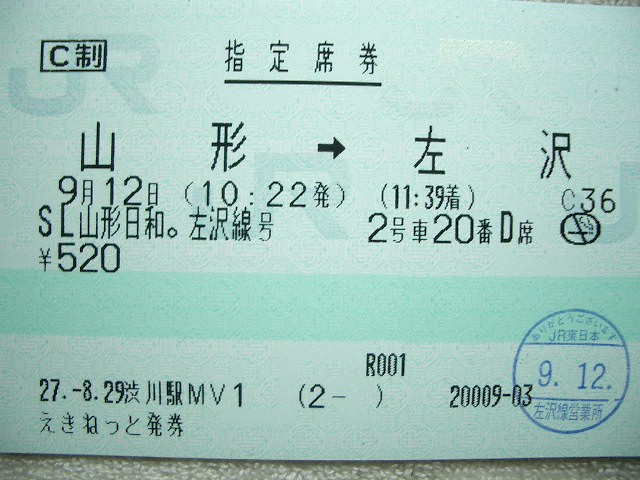 C制 指定席券
山形 → 左沢
9月12日 (10:22発) (11:39着) C36
SL山形日和。左沢線号 2号車20番D席
¥520
R001
27.-8.29渋川駅MV1 (2- ) 20009-03
えきねっと発券
ありがとうございます
JR東日本
9.12.
左沢線営業所